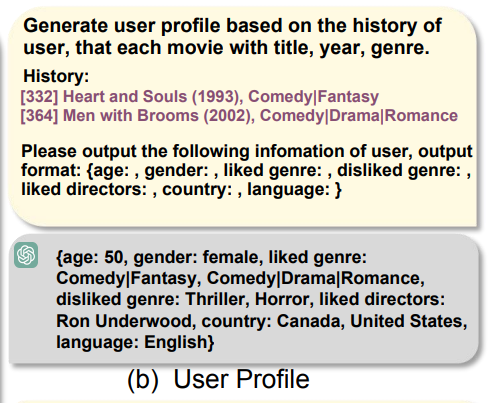 Generate user profile based on the history of
user, that each movie with title, year, genre.
History:
[332] Heart and Souls (1993), Comedy|Fantasy
[364] Men with Brooms (2002), Comedy|Drama|Romance
Please output the following infomation of user, output
format: {age: , gender: , liked genre: , disliked genre: ,
liked directors: , country: , language: }
{age: 50, gender: female, liked genre:
Comedy|Fantasy, Comedy|Drama|Romance,
disliked genre: Thriller, Horror, liked directors:
Ron Underwood, country: Canada, United States,
language: English}
(b) User Profile